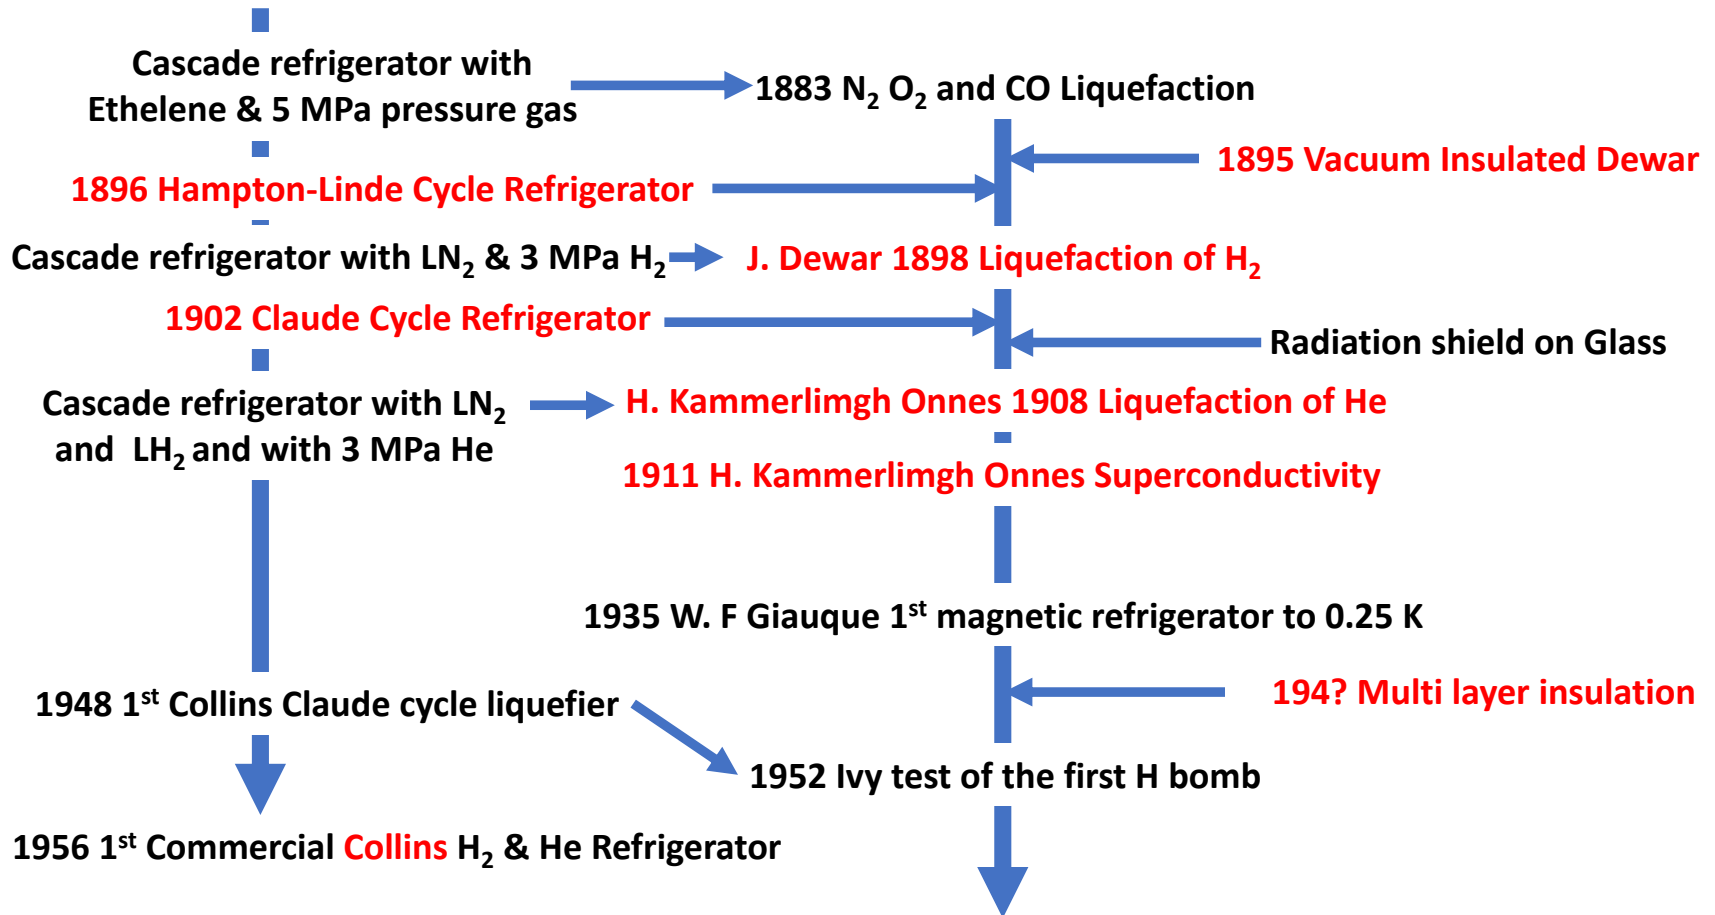 Cascade refrigerator with
Ethelene & 5 MPa pressure gas
1883 N₂ O₂ and CO Liquefaction
1895 Vacuum Insulated Dewar
1896 Hampton-Linde Cycle Refrigerator
Cascade refrigerator with LN₂ & 3 MPa H₂
J. Dewar 1898 Liquefaction of H₂
1902 Claude Cycle Refrigerator
Radiation shield on Glass
Cascade refrigerator with LN₂
and LH₂ and with 3 MPa He
H. Kammerlimgh Onnes 1908 Liquefaction of He
1911 H. Kammerlimgh Onnes Superconductivity
1935 W. F Giauque 1st magnetic refrigerator to 0.25 K
1948 1st Collins Claude cycle liquefier
194? Multi layer insulation
1952 Ivy test of the first H bomb
1956 1st Commercial Collins H₂ & He Refrigerator